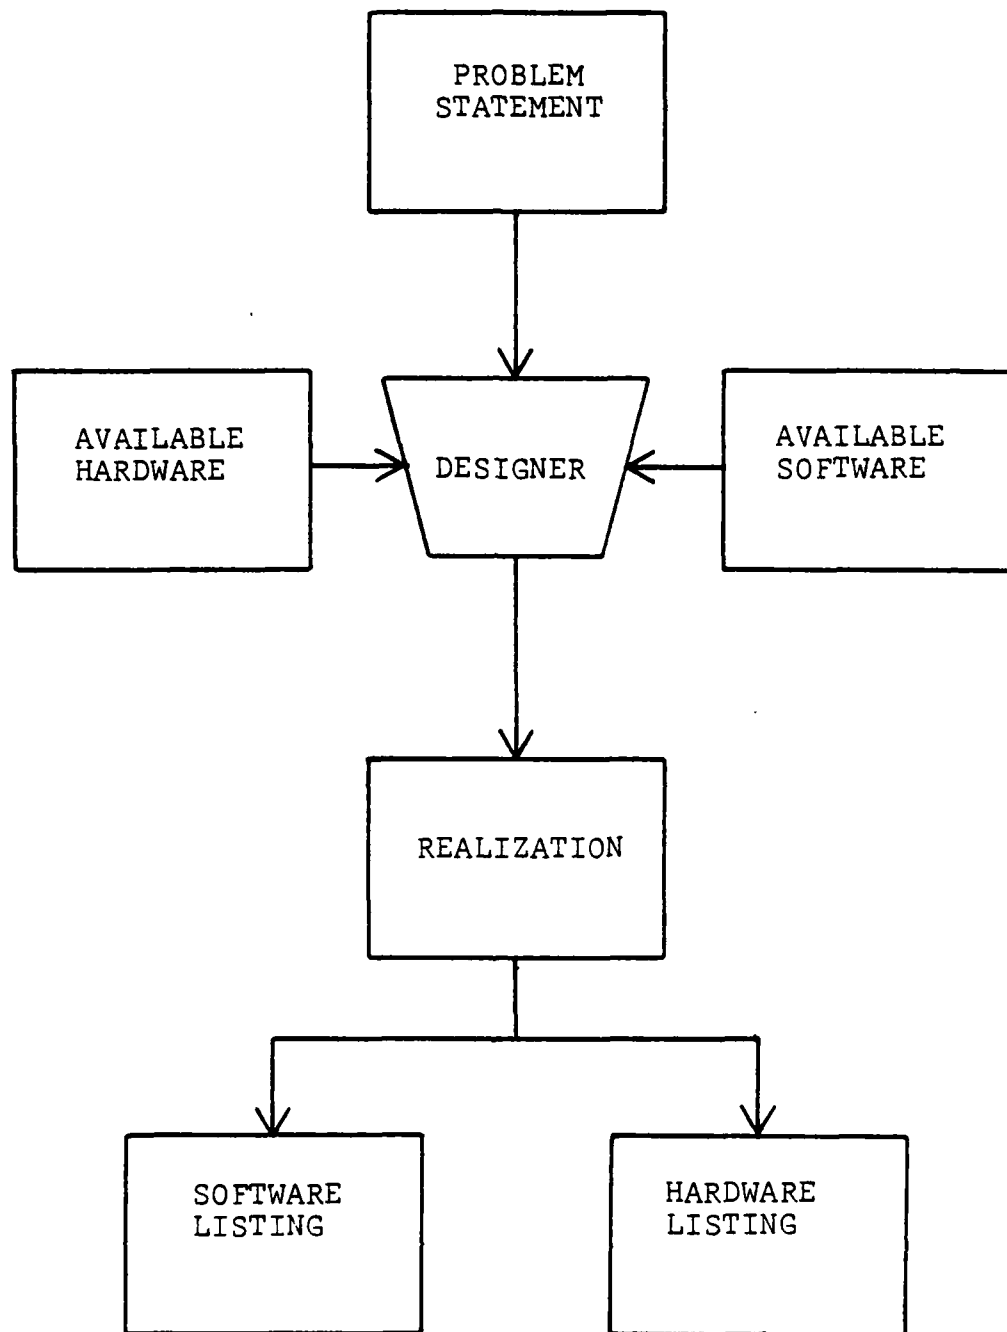 PROBLEM
STATEMENT
AVAILABLE
HARDWARE
DESIGNER
AVAILABLE
SOFTWARE
REALIZATION
SOFTWARE
LISTING
HARDWARE
LISTING